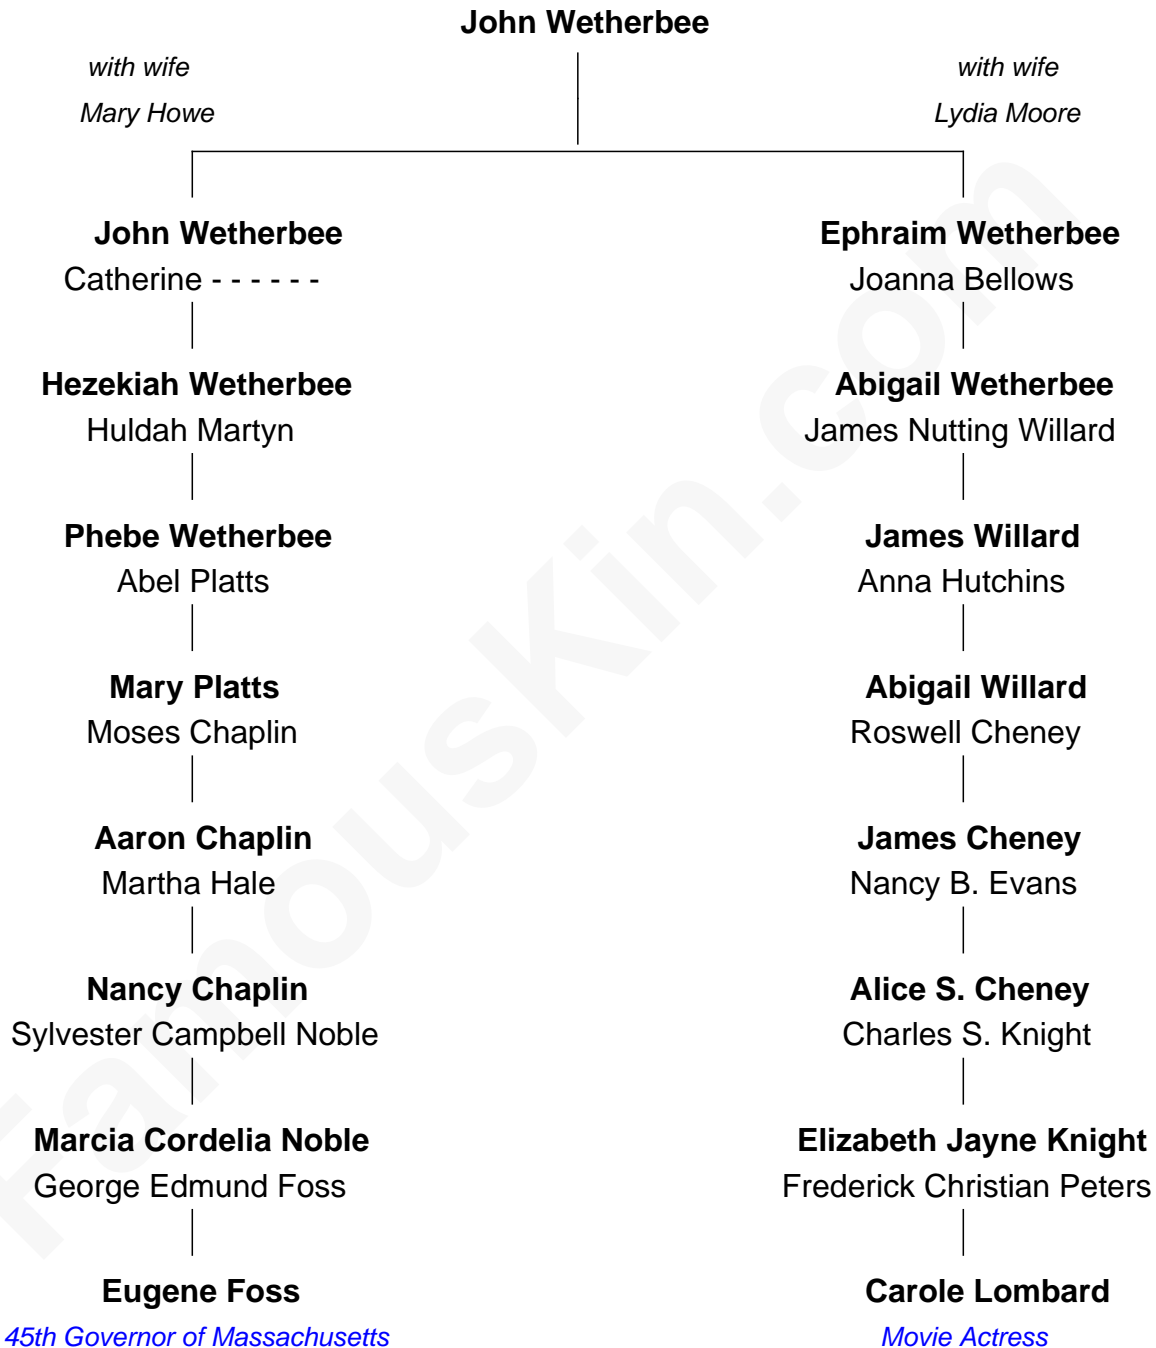 John Wetherbee
with wife
Mary Howe
with wife
Lydia Moore
John Wetherbee
Catherine - - - - - -
Hezekiah Wetherbee
Huldah Martyn
Phebe Wetherbee
Abel Platts
Mary Platts
Moses Chaplin
Aaron Chaplin
Martha Hale
Nancy Chaplin
Sylvester Campbell Noble
Marcia Cordelia Noble
George Edmund Foss
Eugene Foss
45th Governor of Massachusetts
Ephraim Wetherbee
Joanna Bellows
Abigail Wetherbee
James Nutting Willard
James Willard
Anna Hutchins
Abigail Willard
Roswell Cheney
James Cheney
Nancy B. Evans
Alice S. Cheney
Charles S. Knight
Elizabeth Jayne Knight
Frederick Christian Peters
Carole Lombard
Movie Actress
FamousKin.com